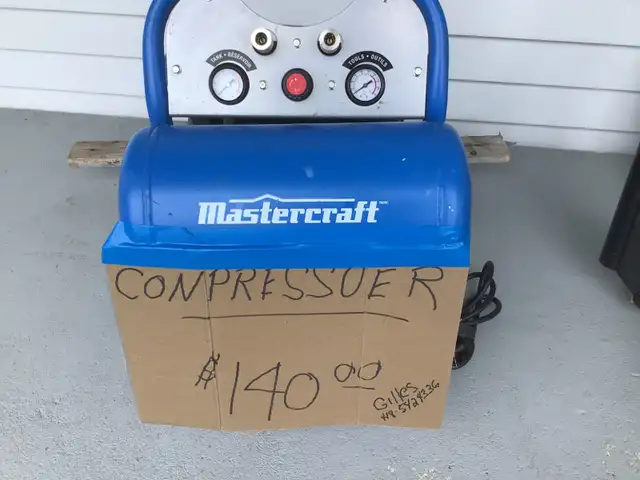 TANK • RÉSERVOIR
TOOLS • OUTILS
Mastercraft
CONPRESSUER
$140.00
Gilles